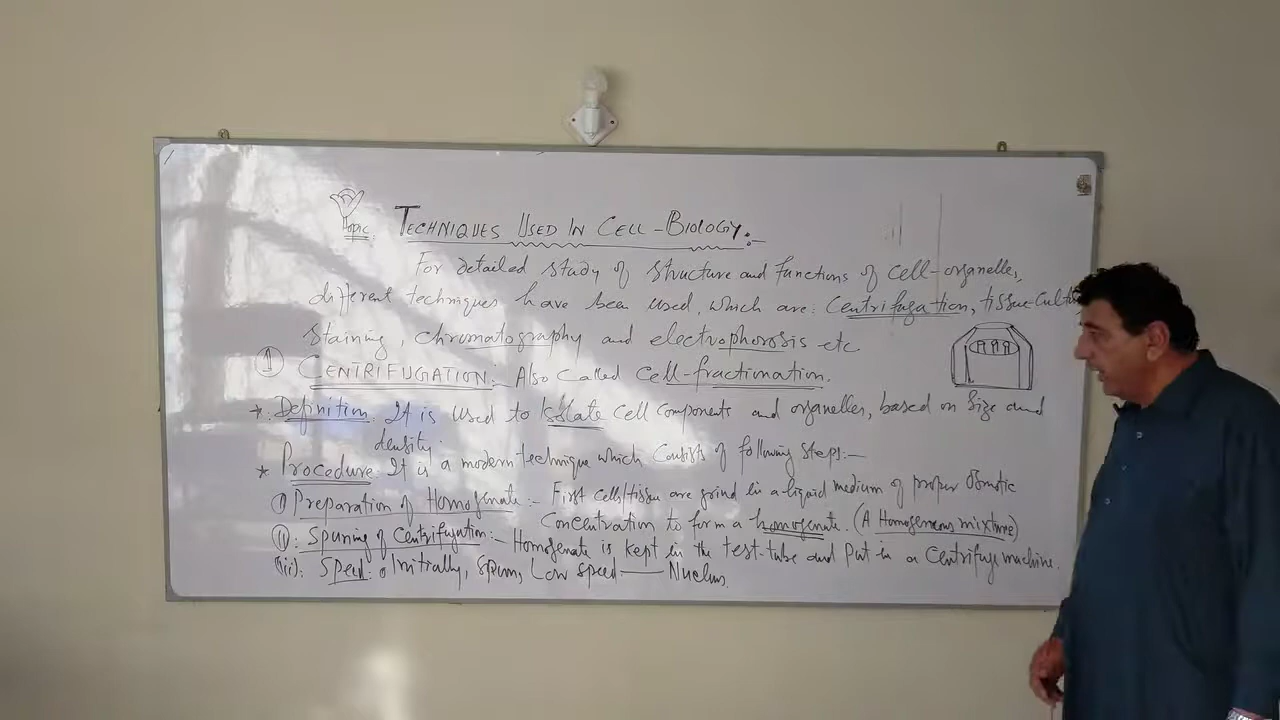 Topic: TECHNIQUES USED IN CELL-BIOLOGY:-
For detailed study of structure and functions of cell-organelles,
different techniques have been used, which are: Centrifugation, tissue Cultu
Staining, chromatography and electrophorosis etc
① CENTRIFUGATION: Also Called Cell-fractionation.
* Definition: It is used to Isolate Cell Components and organelles, based on Size and
density.
* Procedure: It is a modern technique which Consists of following Steps:-
(i) Preparation of Homogenate:- First cells/tissue are grind in a liquid medium of proper Osmotic
Concentration to form a homogenate. (A Homogeneous mixture)
(ii): Spuning of Centrifugation:- Homogenate is kept in the test-tube and Put in a Centrifuge machine.
(iii): Speed: Initially, Spun, Low Speed — Nucleus.